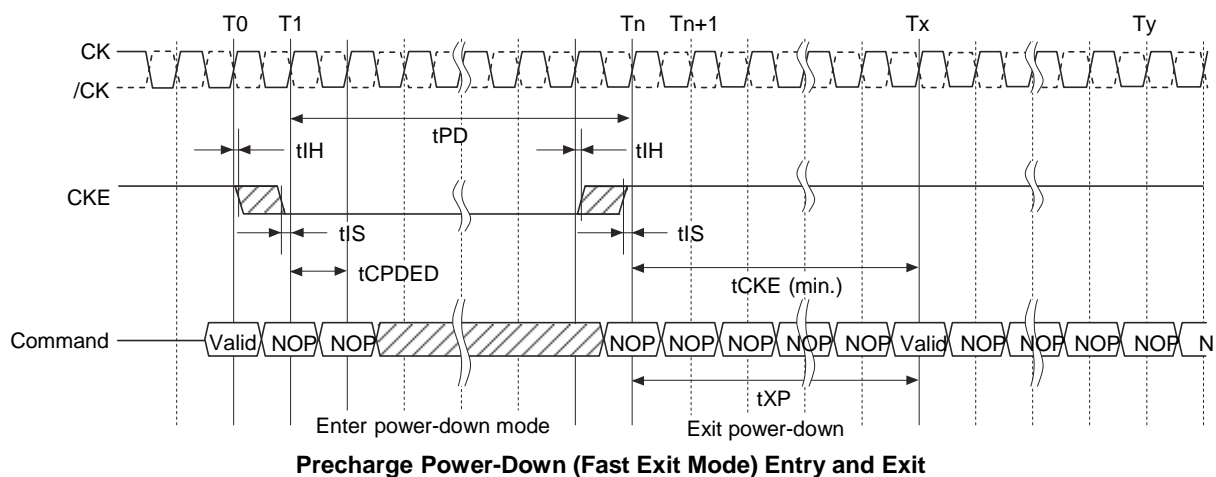 T0 T1 Tn Tn+1 Tx Ty
CK
/CK
tPD
tIH tIH
CKE
tIS tIS
tCPDED
tCKE (min.)
Command Valid NOP NOP NOP NOP NOP NOP NOP Valid NOP NOP NOP NOP N
tXP
Enter power-down mode Exit power-down
Precharge Power-Down (Fast Exit Mode) Entry and Exit